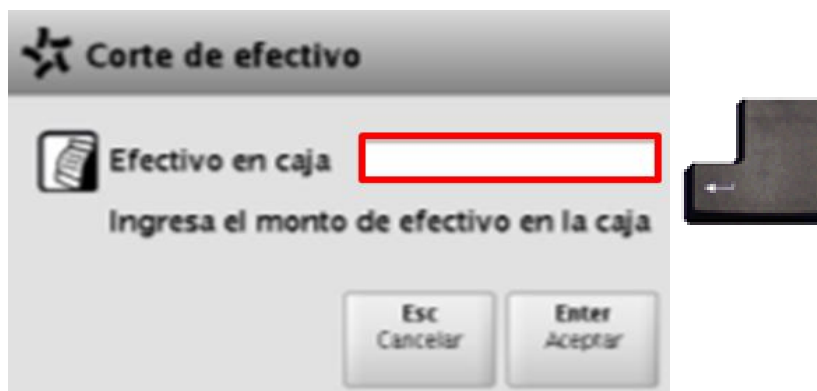 Corte de efectivo
Efectivo en caja
Ingresa el monto de efectivo en la caja
Esc
Cancelar
Enter
Aceptar